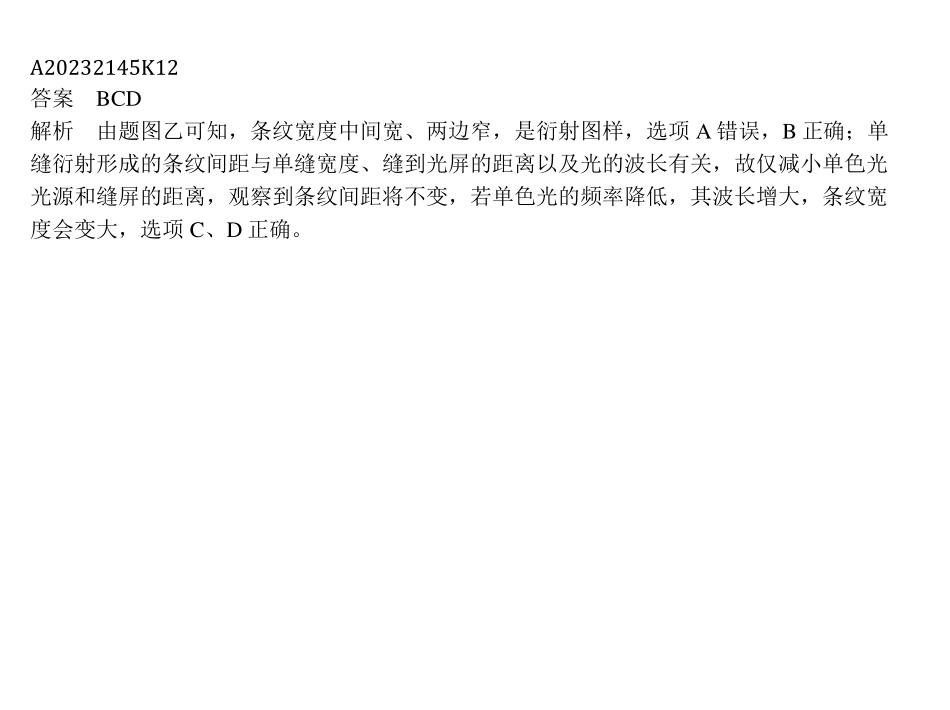 A20232145K12
答案　BCD
解析　由题图乙可知，条纹宽度中间宽、两边窄，是衍射图样，选项 A 错误，B 正确；单
缝衍射形成的条纹间距与单缝宽度、缝到光屏的距离以及光的波长有关，故仅减小单色光
光源和缝屏的距离，观察到条纹间距将不变，若单色光的频率降低，其波长增大，条纹宽
度会变大，选项 C、D 正确。